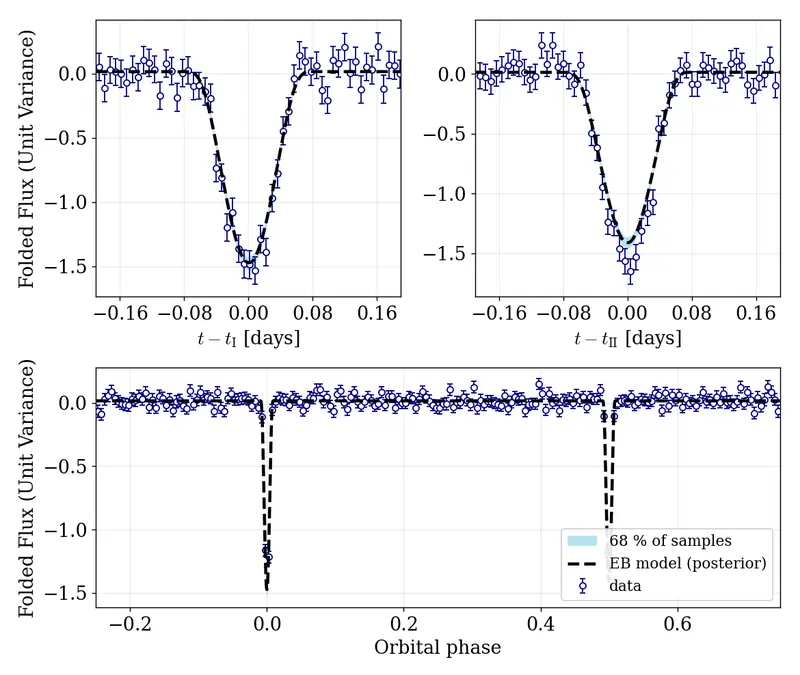 Folded Flux (Unit Variance)
0.0
−0.5
−1.0
−1.5
−0.16 −0.08 0.00 0.08 0.16
t − tI [days]
0.0
−0.5
−1.0
−1.5
−0.16 −0.08 0.00 0.08 0.16
t − tII [days]
Folded Flux (Unit Variance)
0.0
−0.5
−1.0
−1.5
68 % of samples
EB model (posterior)
data
−0.2 0.0 0.2 0.4 0.6
Orbital phase